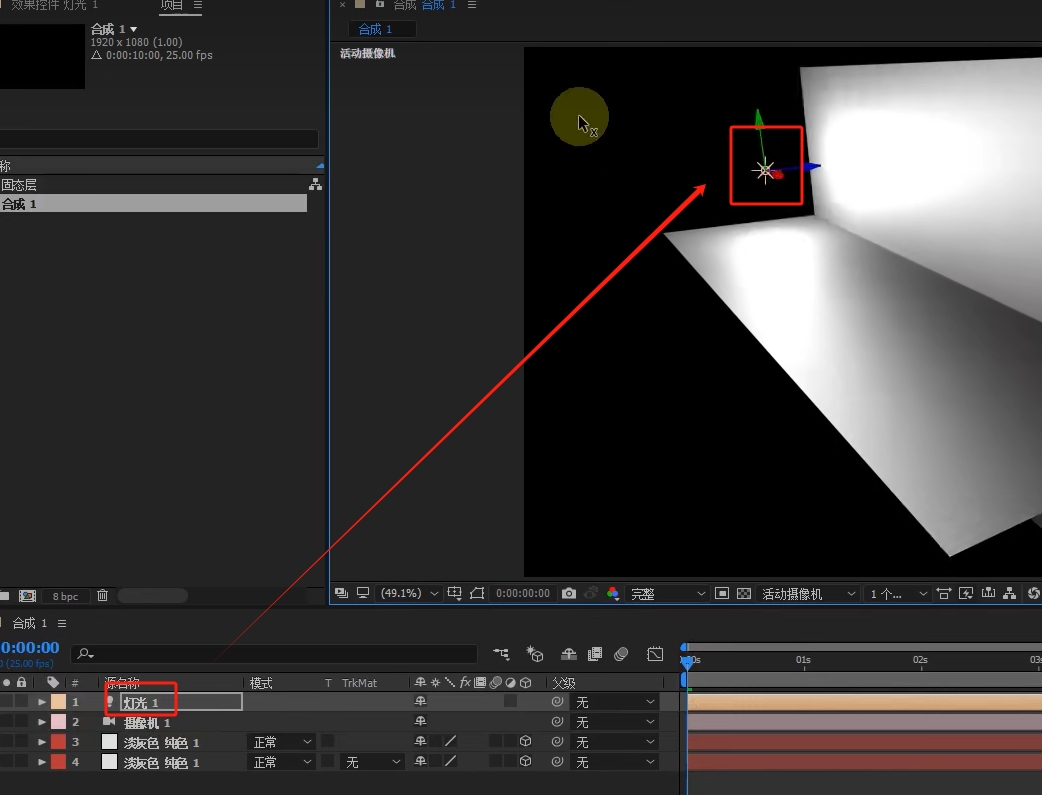 效果控件 灯光 1
项目
合成 合成 1
合成 1
合成 1
1920 x 1080 (1.00)
0:00:10:00, 25.00 fps
活动摄像机
x
称
固态层
合成 1
8 bpc
(49.1%)
0:00:00:00
完整
活动摄像机
1 个...
合成 1
0:00:00
(25.00 fps)
00s
01s
02s
03s
# 源名称 模式 T TrkMat fx 父级
1 灯光 1 无
2 摄像机 1 无
3 淡灰色 纯色 1 正常 无
4 淡灰色 纯色 1 正常 无 无